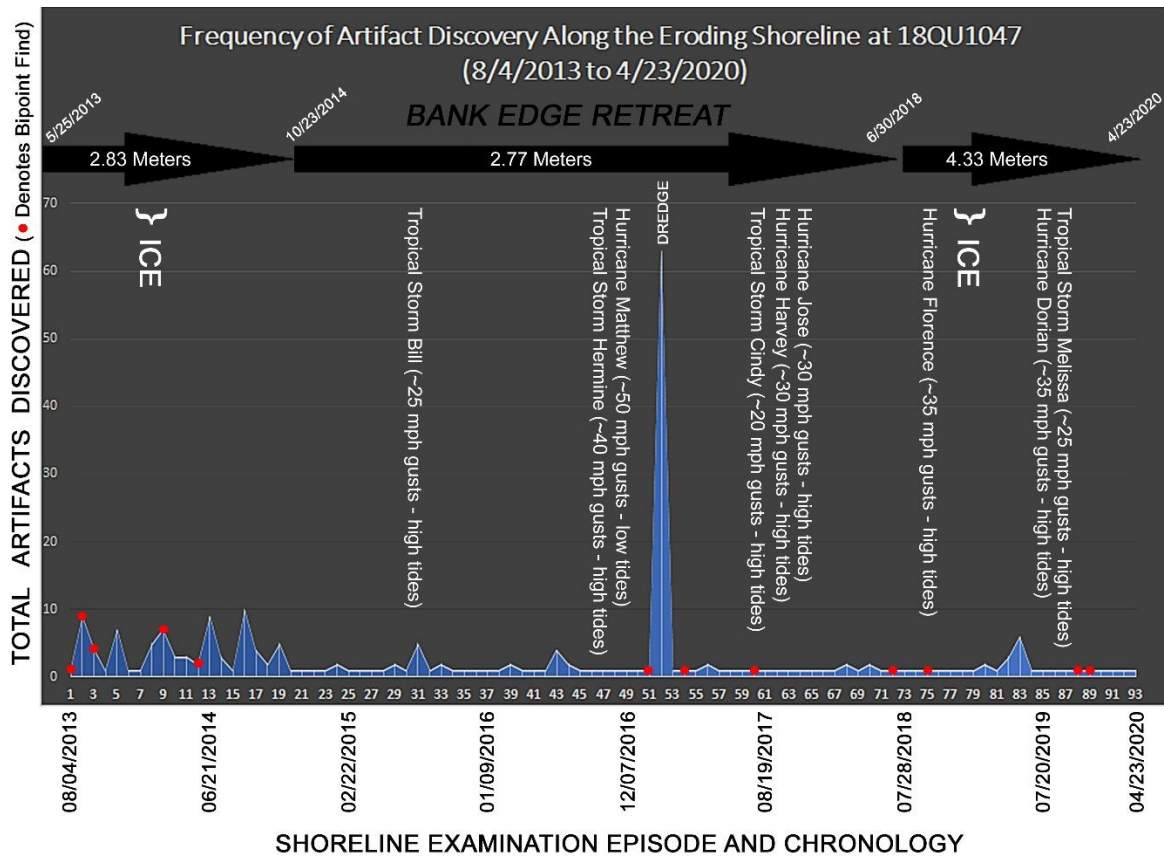 Frequency of Artifact Discovery Along the Eroding Shoreline at 18QU1047
(8/4/2013 to 4/23/2020)
BANK EDGE RETREAT
5/25/2013
10/23/2014
6/30/2018
4/23/2020
2.83 Meters
2.77 Meters
4.33 Meters
TOTAL ARTIFACTS DISCOVERED (● Denotes Bipoint Find)
70
60
50
40
30
20
10
0
} ICE
Tropical Storm Bill (~25 mph gusts - high tides)
Tropical Storm Hermine (~40 mph gusts - high tides)
Hurricane Matthew (~50 mph gusts - low tides)
DREDGE
Tropical Storm Cindy (~20 mph gusts - high tides)
Hurricane Harvey (~30 mph gusts - high tides)
Hurricane Jose (~30 mph gusts - high tides)
Hurricane Florence (~35 mph gusts - high tides)
} ICE
Hurricane Dorian (~35 mph gusts - high tides)
Tropical Storm Melissa (~25 mph gusts - high tides)
1 3 5 7 9 11 13 15 17 19 21 23 25 27 29 31 33 35 37 39 41 43 45 47 49 51 53 55 57 59 61 63 65 67 69 71 73 75 77 79 81 83 85 87 89 91 93
08/04/2013
06/21/2014
02/22/2015
01/09/2016
12/07/2016
08/19/2017
07/28/2018
07/20/2019
04/23/2020
SHORELINE EXAMINATION EPISODE AND CHRONOLOGY